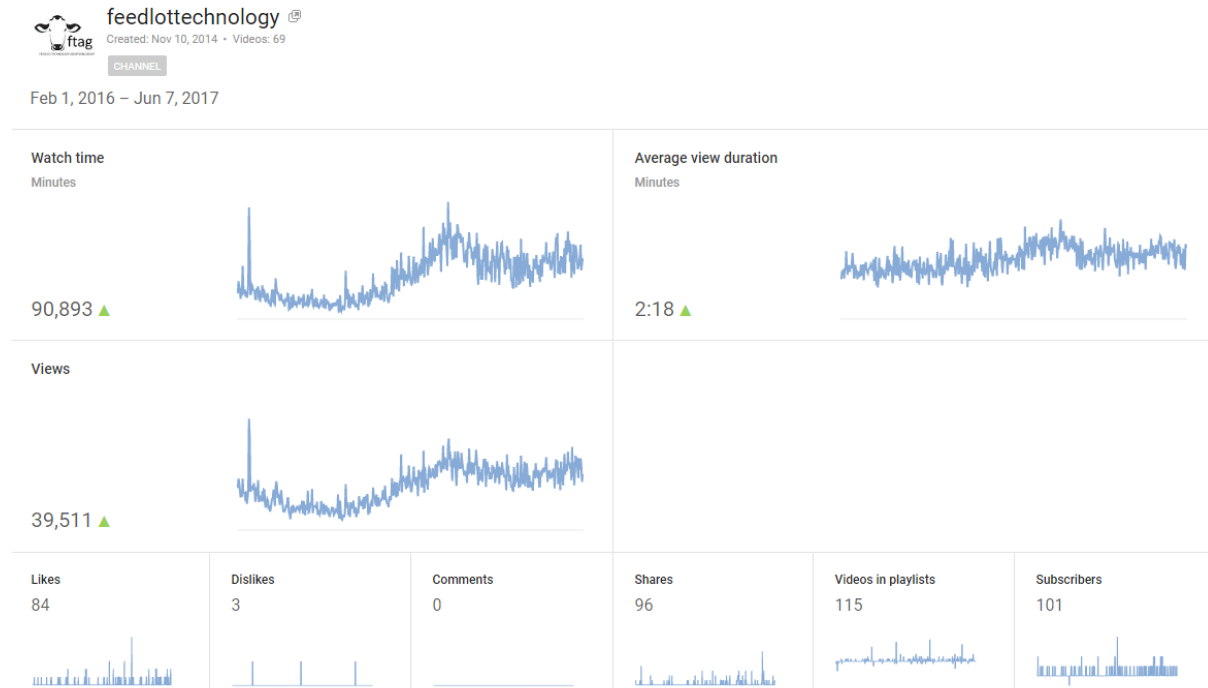 feedlottechnology
ftag
Created: Nov 10, 2014 • Videos: 69
CHANNEL
Feb 1, 2016 – Jun 7, 2017
Watch time
Minutes
90,893
Average view duration
Minutes
2:18
Views
39,511
Likes
84
Dislikes
3
Comments
0
Shares
96
Videos in playlists
115
Subscribers
101